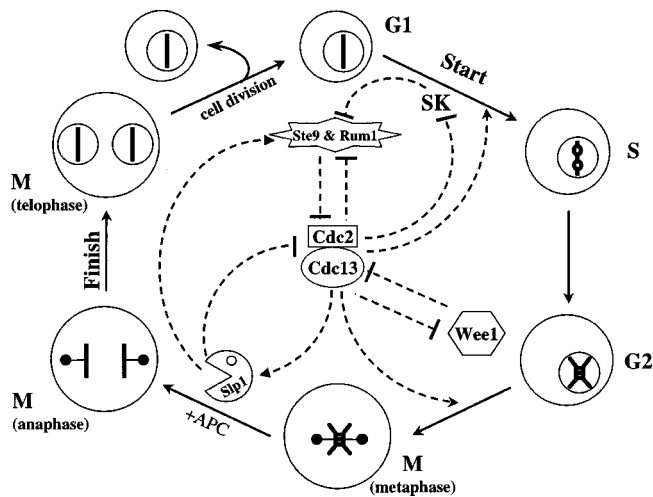 G1
Start
cell division
SK
Ste9 & Rum1
S
M
(telophase)
Cdc2
Cdc13
Finish
Wee1
G2
Slp1
M
(anaphase)
+APC
M
(metaphase)